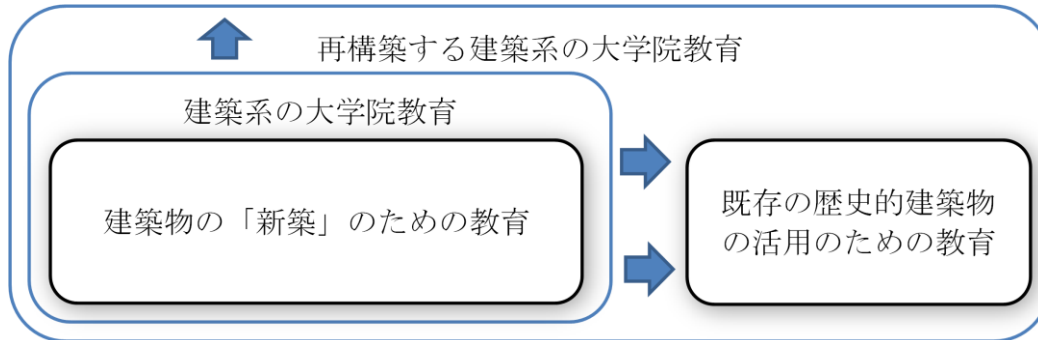 再構築する建築系の大学院教育
建築系の大学院教育
建築物の「新築」のための教育
既存の歴史的建築物
の活用のための教育